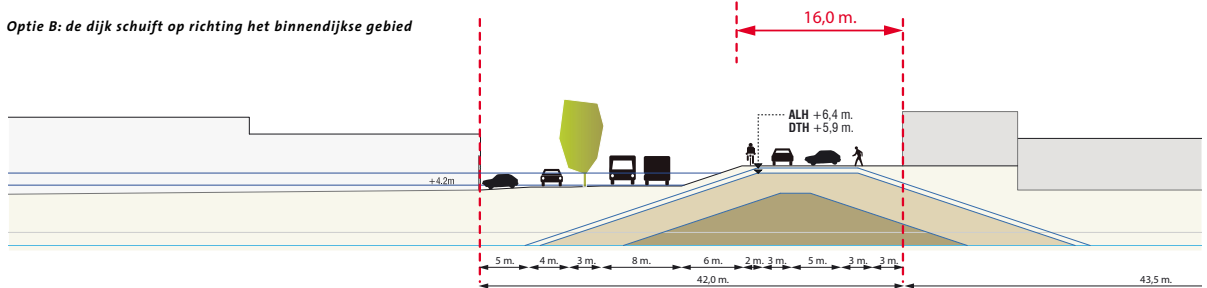 Optie B: de dijk schuift op richting het binnendijkse gebied
16,0 m.
ALH +6,4 m.
DTH +5,9 m.
+4.2m
5 m. 4 m. 3 m. 8 m. 6 m. 2 m. 3 m. 5 m. 3 m. 3 m.
42,0 m. 43,5 m.